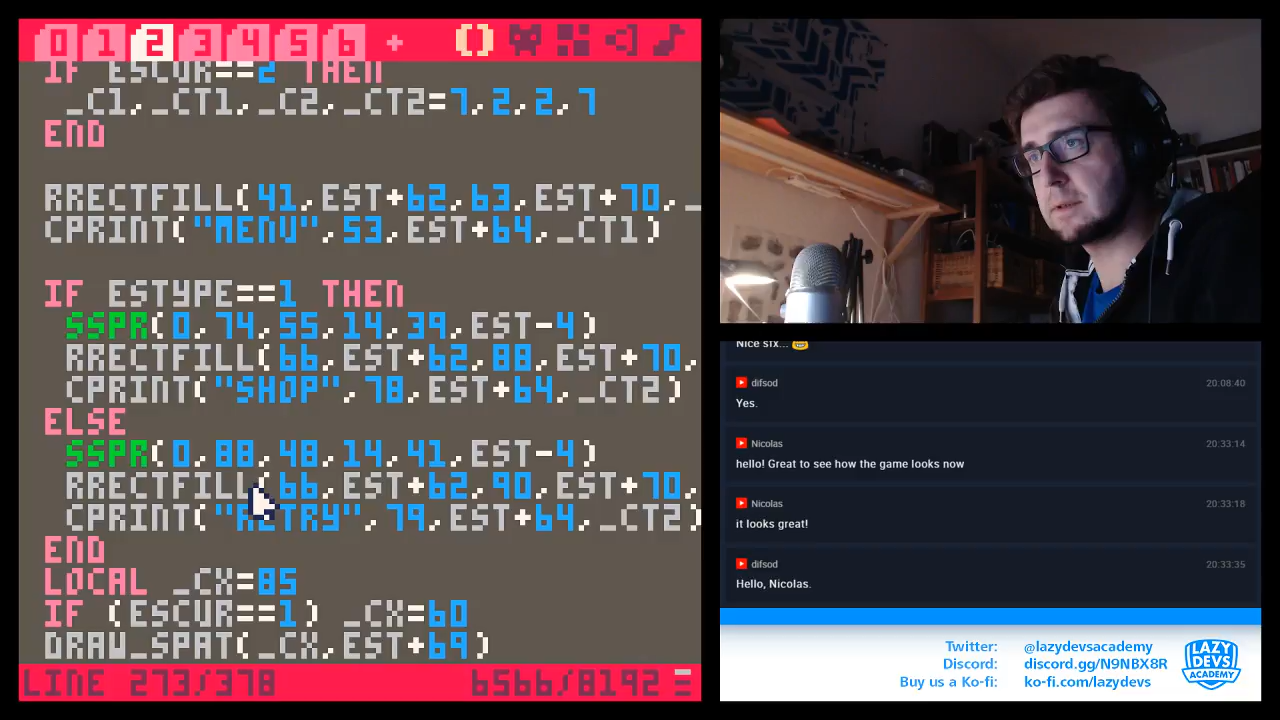 0 1 2 3 4 5 6 +
IF ESCUR==2 THEN
_C1,_CT1,_C2,_CT2=7,2,2,7
END
RRECTFILL(41,EST+62,63,EST+70,_
CPRINT("MENU",53,EST+64,_CT1)
IF ESTYPE==1 THEN
SSPR(0,74,55,14,39,EST-4)
RRECTFILL(66,EST+62,88,EST+70,
CPRINT("SHOP",78,EST+64,_CT2)
ELSE
SSPR(0,88,48,14,41,EST-4)
RRECTFILL(66,EST+62,90,EST+70,
CPRINT("RETRY",79,EST+64,_CT2)
END
LOCAL _CX=85
IF (ESCUR==1) _CX=60
DRAW_SPAT(_CX,EST+69)
LINE 273/378 6566/8192
Nice sfx...
difsod 20:08:40
Yes.
Nicolas 20:33:14
hello! Great to see how the game looks now
Nicolas 20:33:18
it looks great!
difsod 20:33:35
Hello, Nicolas.
Twitter: @lazydevsacademy
Discord: discord.gg/N9NBX8R
Buy us a Ko-fi: ko-fi.com/lazydevs
LAZY DEVS ACADEMY